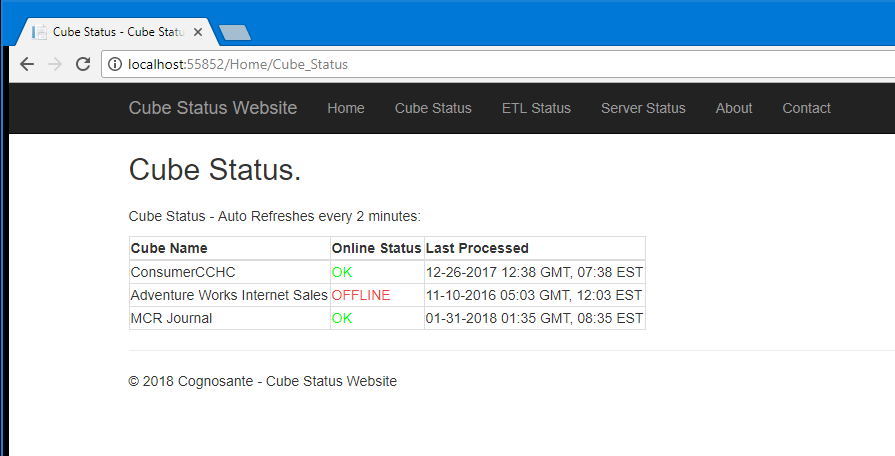 Cube Status - Cube Statu
localhost:55852/Home/Cube_Status
Cube Status Website Home Cube Status ETL Status Server Status About Contact
Cube Status.
Cube Status - Auto Refreshes every 2 minutes:
Cube Name Online Status Last Processed
ConsumerCCHC OK 12-26-2017 12:38 GMT, 07:38 EST
Adventure Works Internet Sales OFFLINE 11-10-2016 05:03 GMT, 12:03 EST
MCR Journal OK 01-31-2018 01:35 GMT, 08:35 EST
© 2018 Cognosante - Cube Status Website